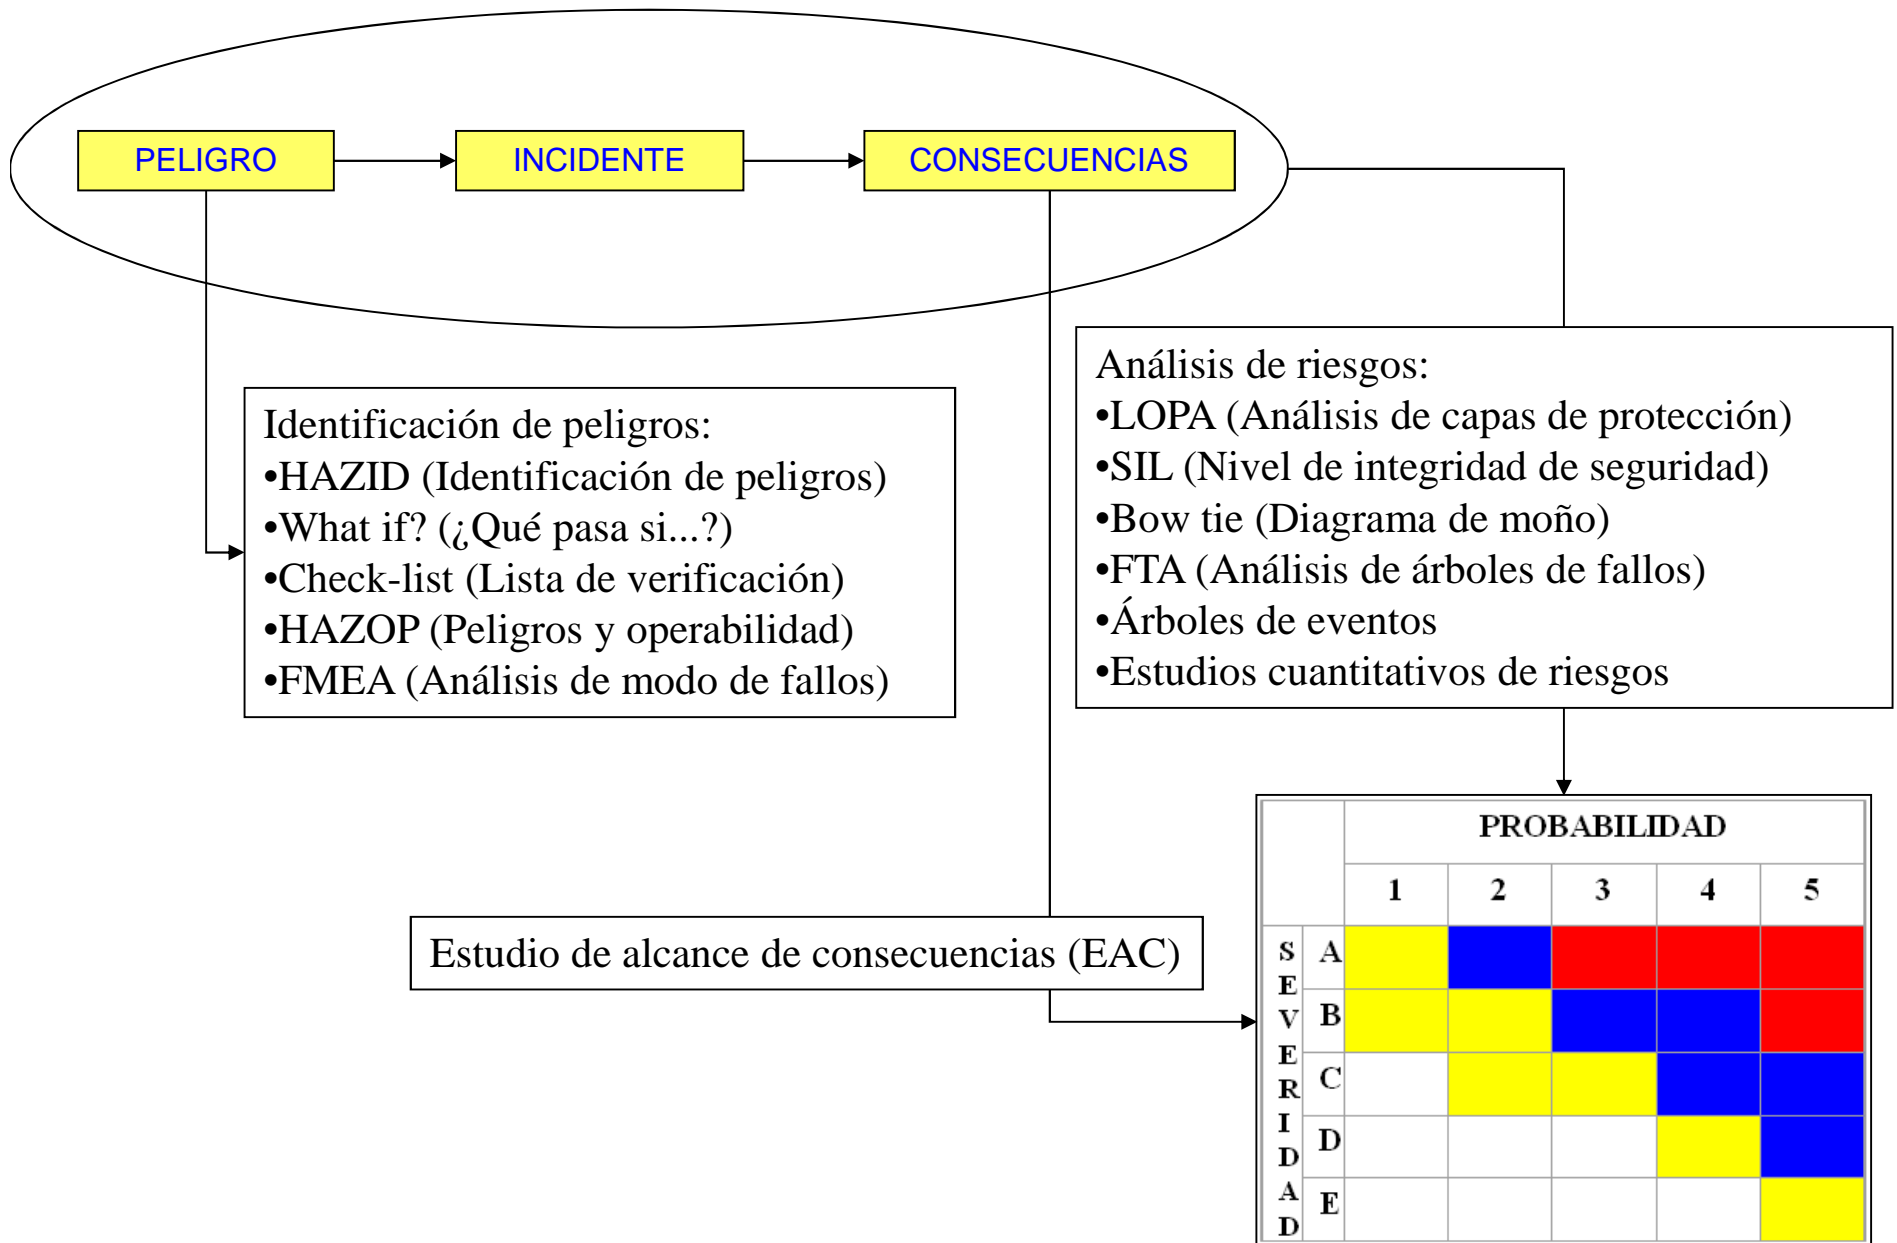 PELIGRO
INCIDENTE
CONSECUENCIAS
Identificación de peligros:
•HAZID (Identificación de peligros)
•What if? (¿Qué pasa si...?)
•Check-list (Lista de verificación)
•HAZOP (Peligros y operabilidad)
•FMEA (Análisis de modo de fallos)
Análisis de riesgos:
•LOPA (Análisis de capas de protección)
•SIL (Nivel de integridad de seguridad)
•Bow tie (Diagrama de moño)
•FTA (Análisis de árboles de fallos)
•Árboles de eventos
•Estudios cuantitativos de riesgos
Estudio de alcance de consecuencias (EAC)
PROBABILIDAD
1 2 3 4 5
SEVERIDAD
A
B
C
D
E